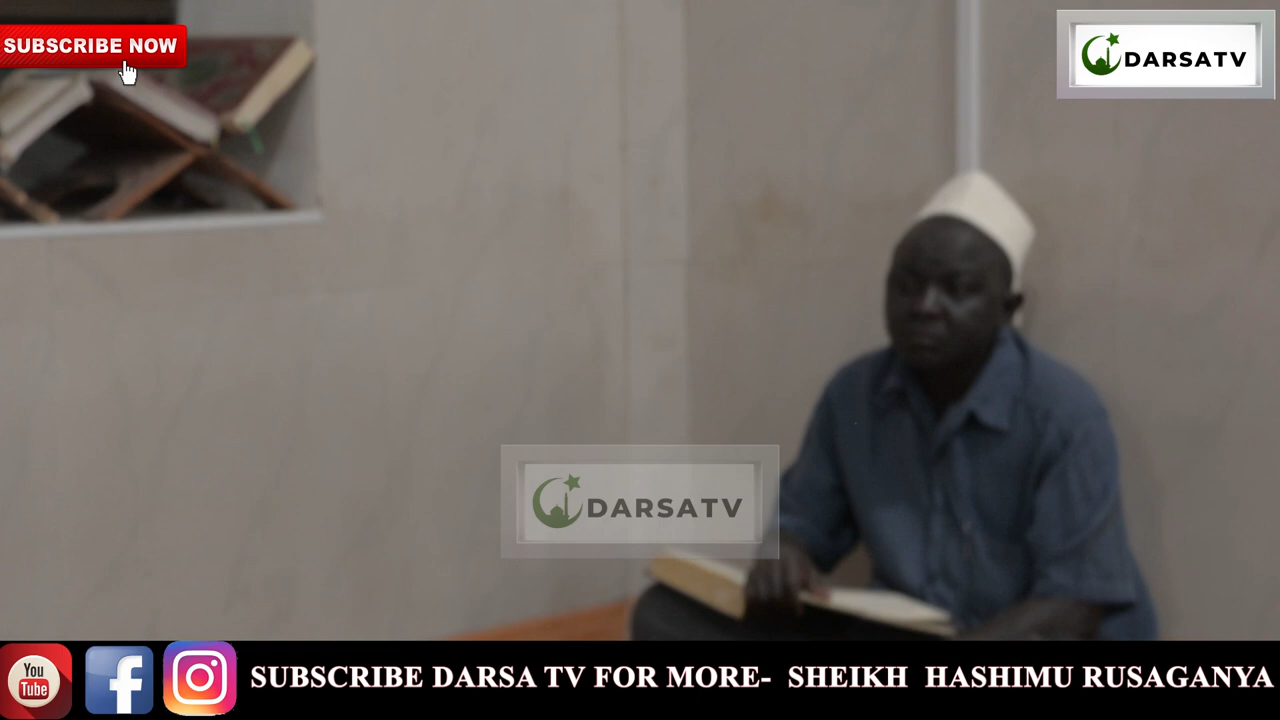 SUBSCRIBE NOW
DARSATV
DARSATV
You
Tube
f
SUBSCRIBE DARSA TV FOR MORE- SHEIKH HASHIMU RUSAGANYA